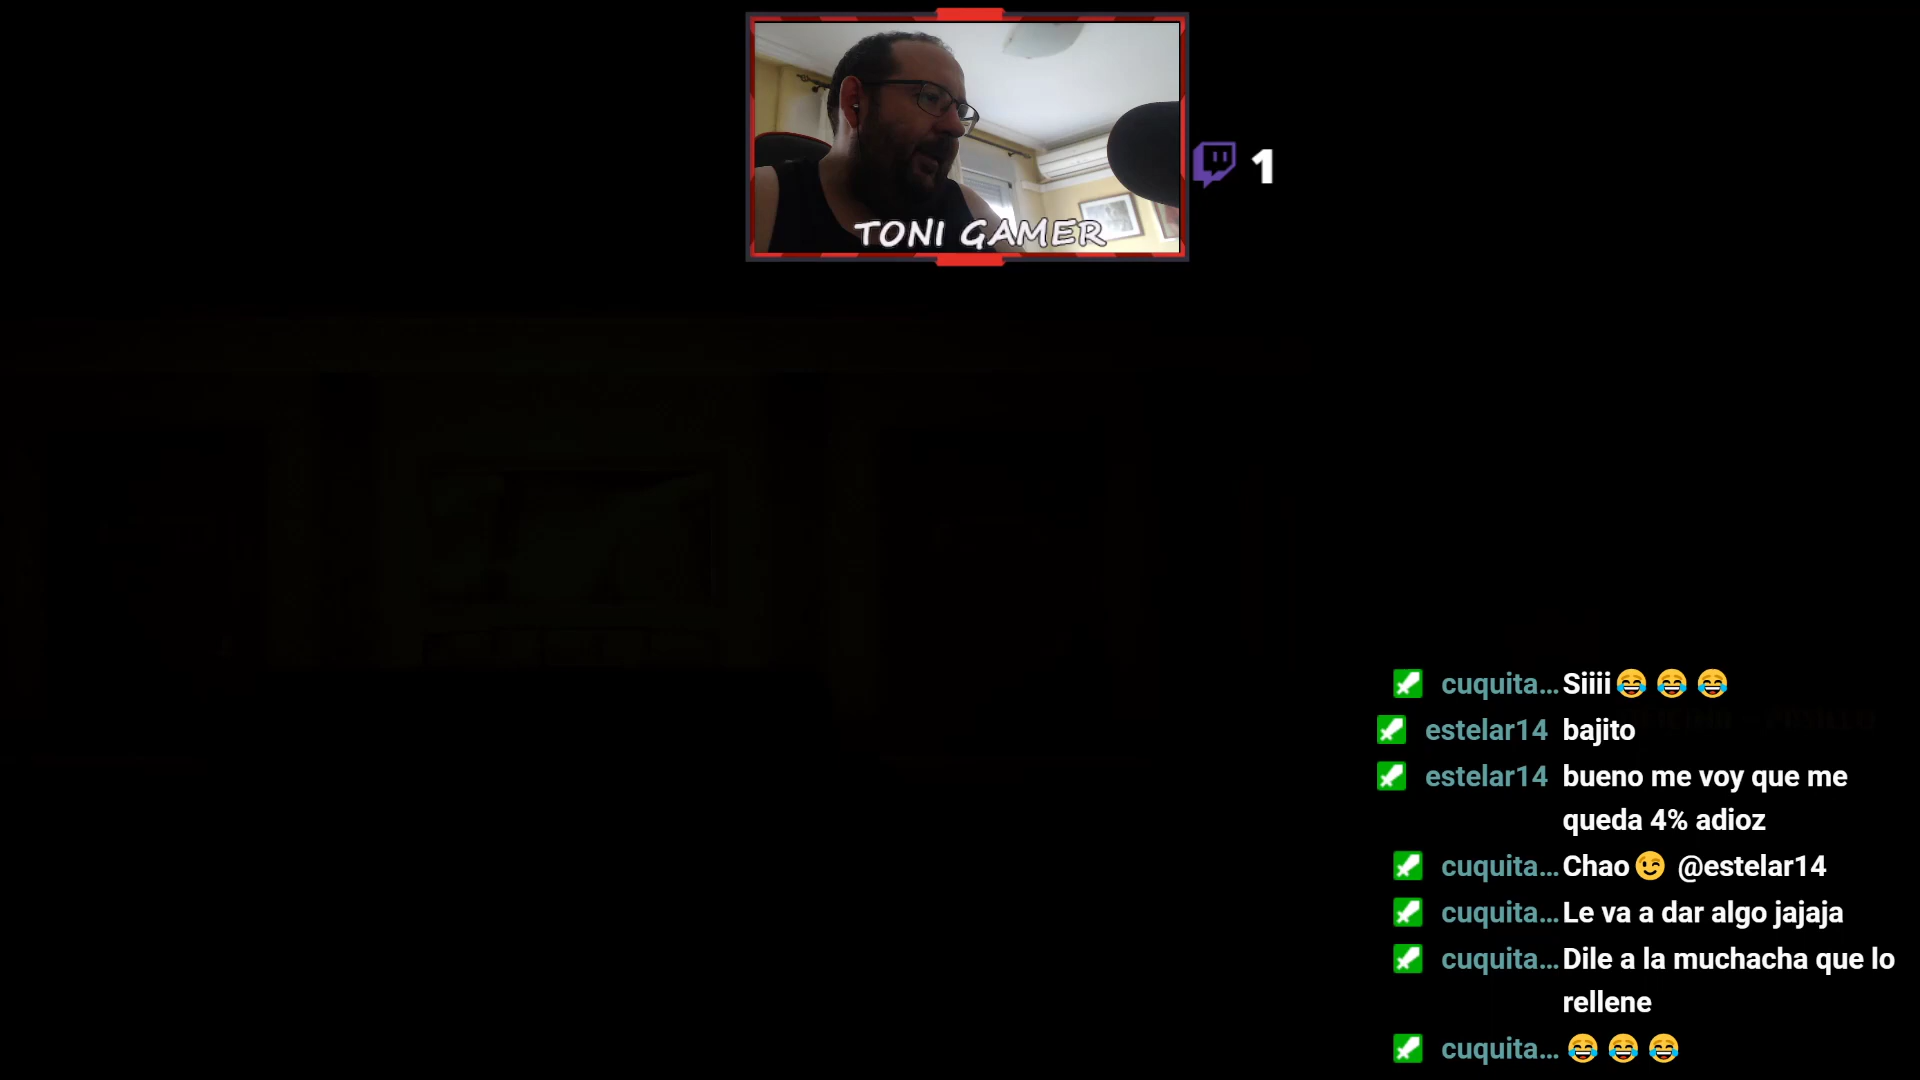 TONI GAMER
1
cuquita... Siiii😂 😂 😂
estelar14 bajito
estelar14 bueno me voy que me
queda 4% adioz
cuquita... Chao😉 @estelar14
cuquita... Le va a dar algo jajaja
cuquita... Dile a la muchacha que lo
rellene
cuquita... 😂 😂 😂